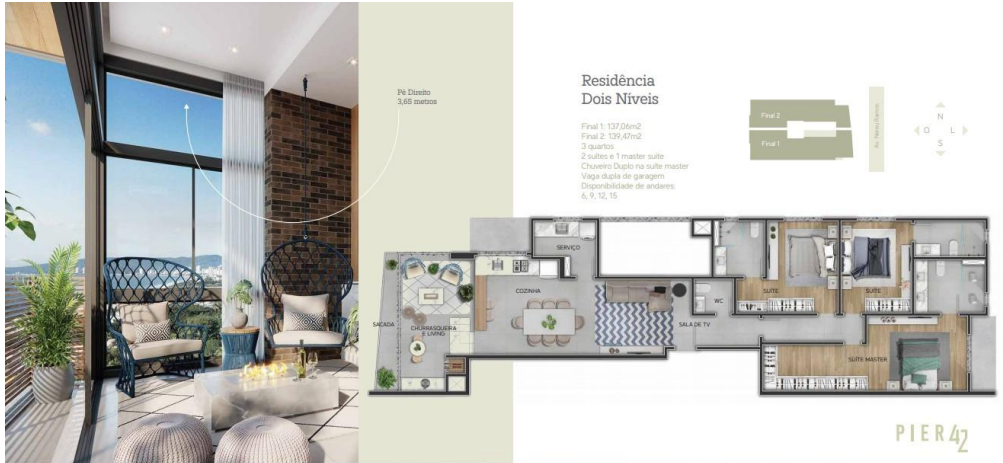 Pé Direito
3,65 metros
Residência
Dois Níveis
Final 1: 137,06m2
Final 2: 139,47m2
3 quartos
2 suítes e 1 master suíte
Chuveiro Duplo na suíte master
Vaga dupla de garagem
Disponibilidade de andares:
6, 9, 12, 15
Final 2
Final 1
Av. Nereu Ramos
N
O
L
S
SERVIÇO
COZINHA
SACADA
CHURRASQUEIRA
E LIVING
SALA DE TV
WC
SUÍTE
SUÍTE
SUÍTE MASTER
PIER 42